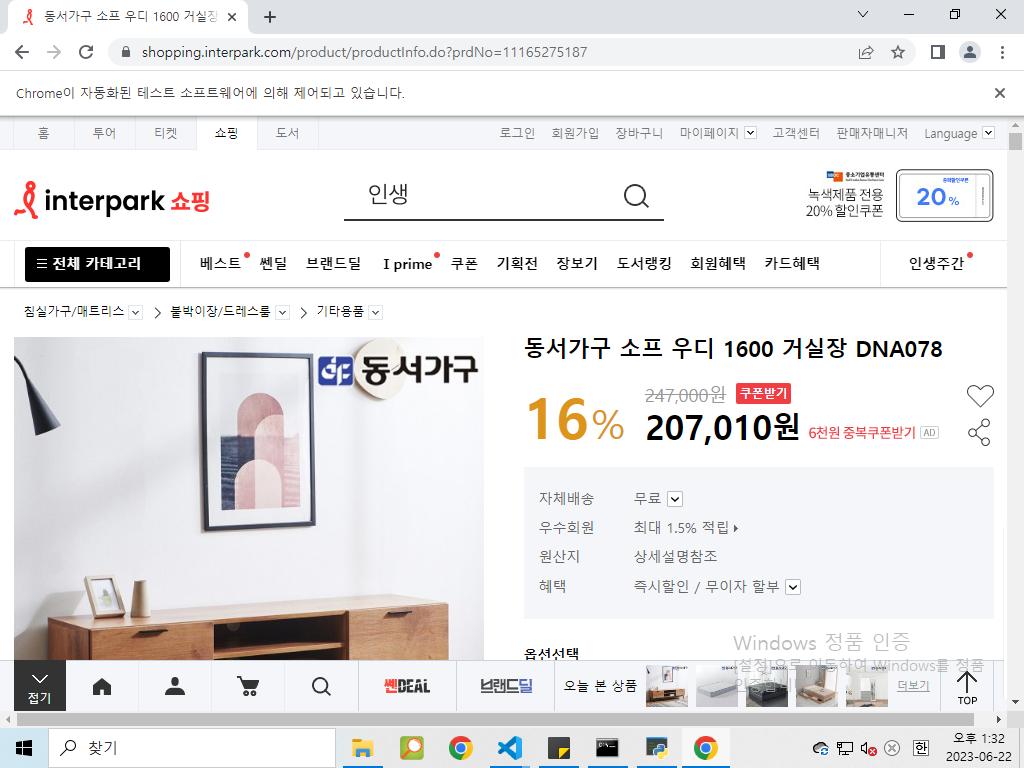 동서가구 소프 우디 1600 거실장
shopping.interpark.com/product/productInfo.do?prdNo=11165275187
Chrome이 자동화된 테스트 소프트웨어에 의해 제어되고 있습니다.
홈 투어 티켓 쇼핑 도서 로그인 회원가입 장바구니 마이페이지 고객센터 판매자매니저 Language
interpark 쇼핑
인생
중소기업유통센터
녹색제품 전용
20% 할인쿠폰
중복할인쿠폰
20%
전체 카테고리 베스트 쎈딜 브랜드딜 I prime 쿠폰 기획전 장보기 도서랭킹 회원혜택 카드혜택 인생주간
침실가구/매트리스 붙박이장/드레스룸 기타용품
동서가구
동서가구 소프 우디 1600 거실장 DNA078
16%
247,000원 쿠폰받기
207,010원 6천원 중복쿠폰받기 AD
자체배송 무료
우수회원 최대 1.5% 적립
원산지 상세설명참조
혜택 즉시할인 / 무이자 할부
옵션선택
Windows 정품 인증
[설정]으로 이동하여 Windows를 정품
인증합니다.
접기
쎈DEAL
브랜드딜
오늘 본 상품
더보기
TOP
찾기
한
오후 1:32
2023-06-22